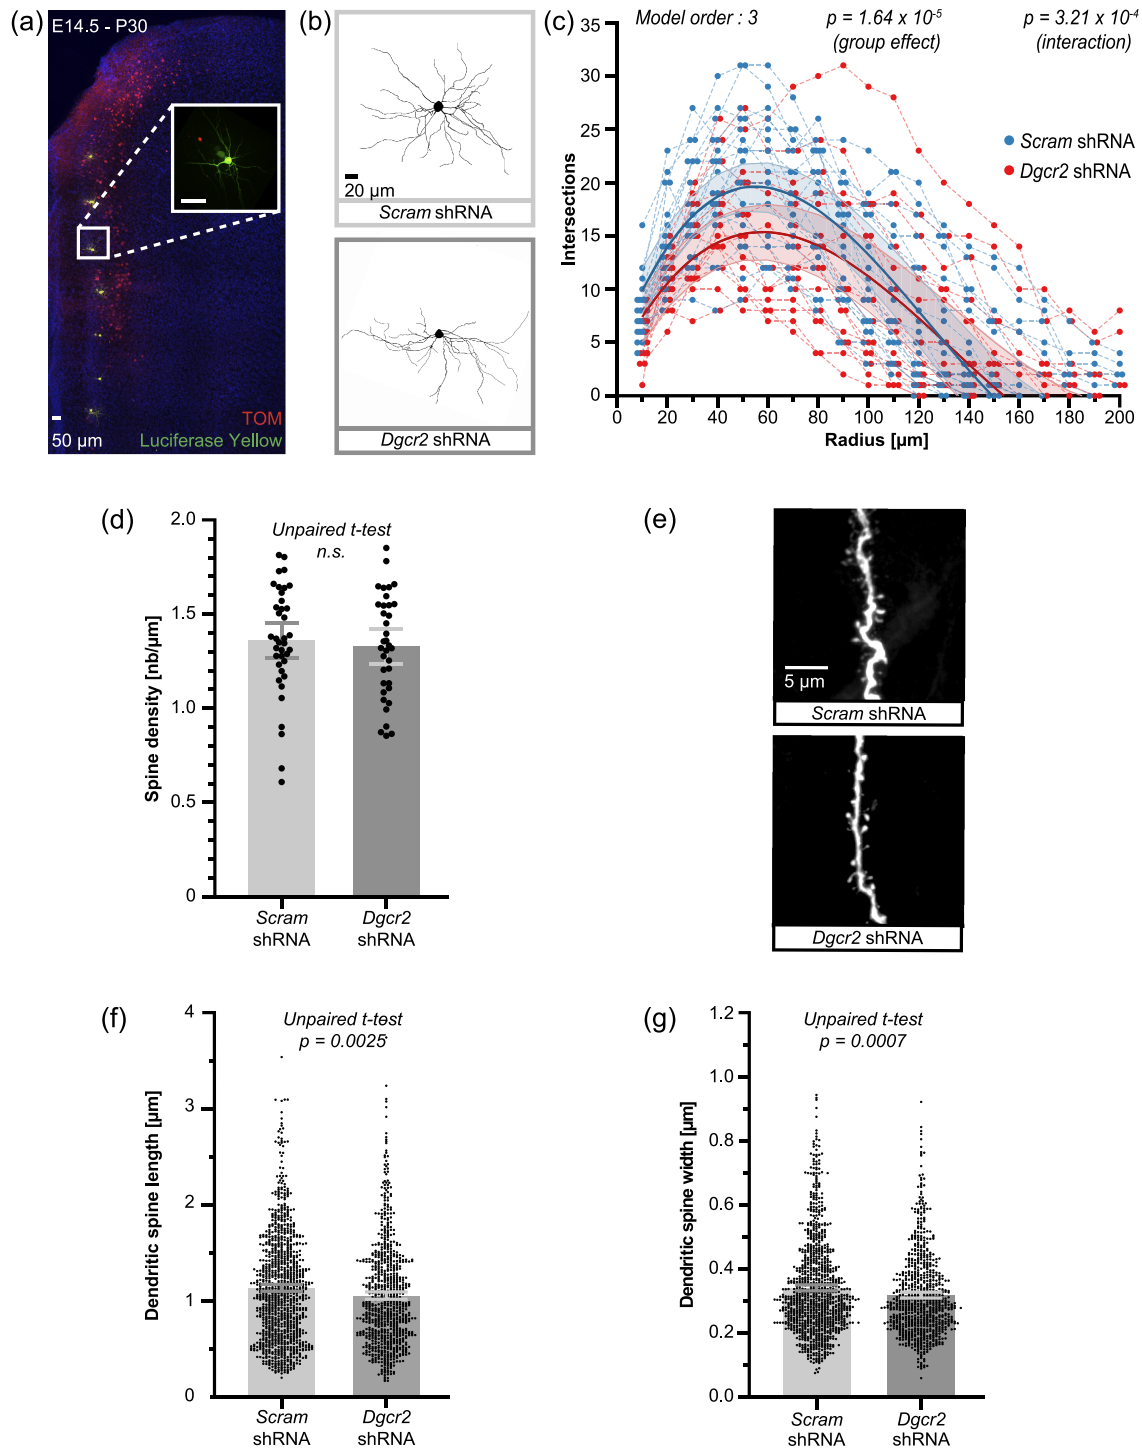 (a)
E14.5 - P30
TOM
Luciferase Yellow
50 µm
(b)
20 µm
Scram shRNA
Dgcr2 shRNA
(c)
Model order : 3
p = 1.64 x 10-5
(group effect)
p = 3.21 x 10-4
(interaction)
Scram shRNA
Dgcr2 shRNA
Intersections
35
30
25
20
15
10
5
0
0 20 40 60 80 100 120 140 160 180 200
Radius [µm]
(d)
Unpaired t-test
n.s.
Spine density [nb/µm]
2.0
1.5
1.0
0.5
0
Scram
shRNA
Dgcr2
shRNA
(e)
5 µm
Scram shRNA
Dgcr2 shRNA
(f)
Unpaired t-test
p = 0.0025
Dendritic spine length [µm]
4
3
2
1
0
Scram
shRNA
Dgcr2
shRNA
(g)
Unpaired t-test
p = 0.0007
Dendritic spine width [µm]
1.2
1.0
0.8
0.6
0.4
0.2
0.0
Scram
shRNA
Dgcr2
shRNA